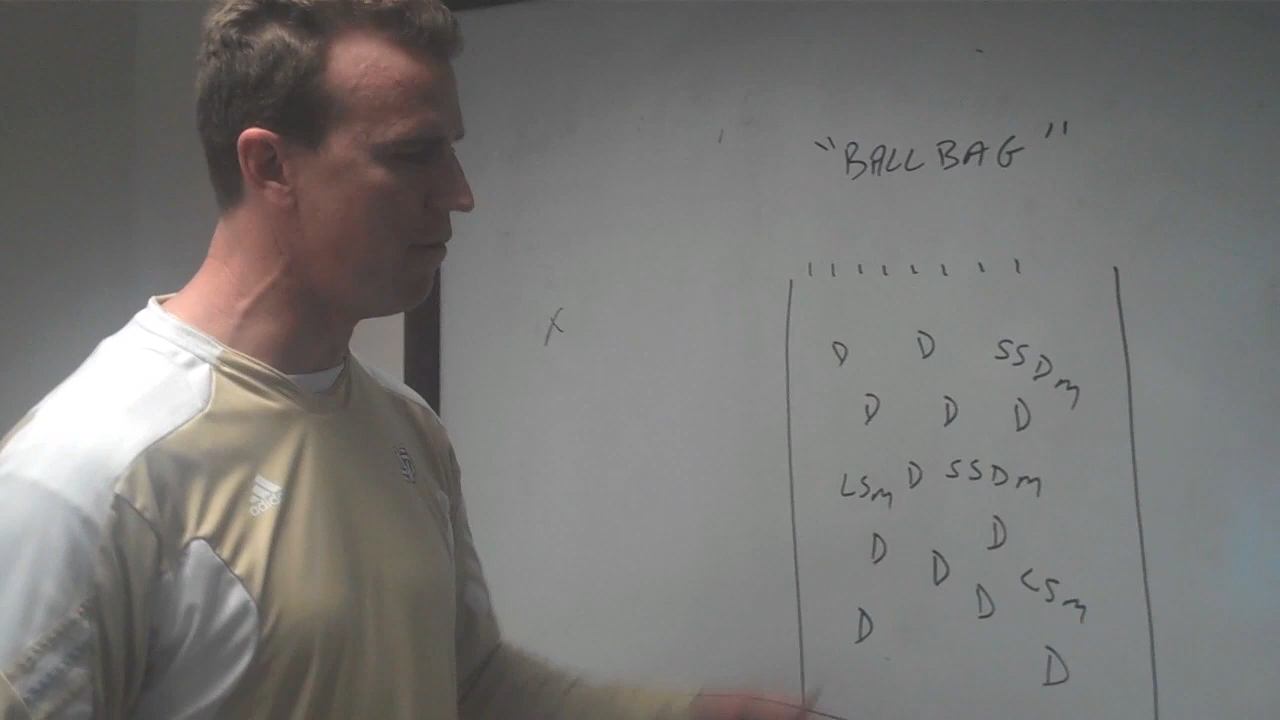 "BALL BAG"
X
D D SSDm
D D D
LSm D SSDm
D D
D
D LSm
D
D
adidas